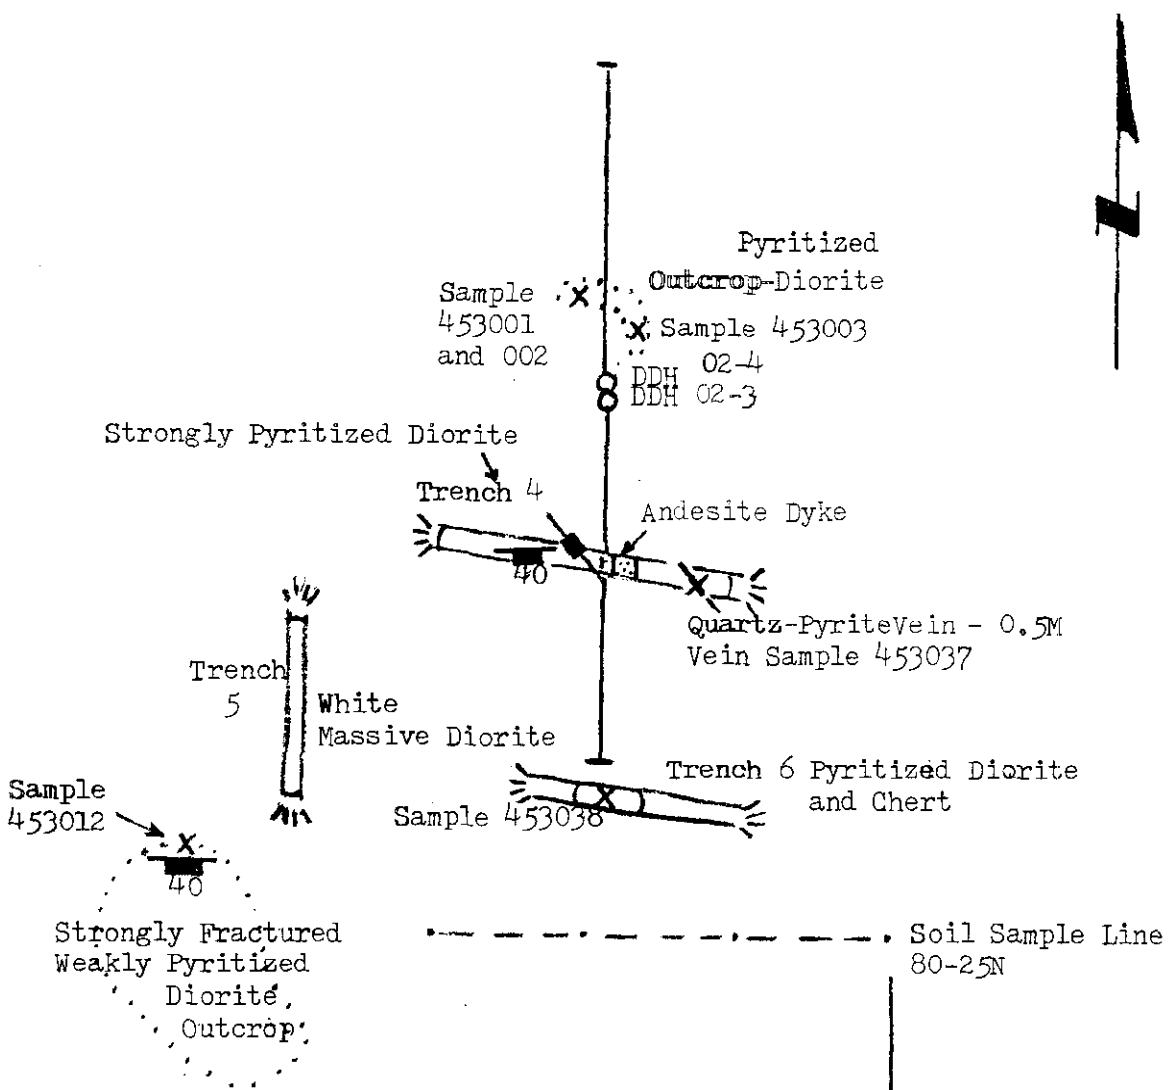 Pyritized
Outcrop-Diorite
Sample
453001
and 002
Sample 453003
DDH 02-4
DDH 02-3
Strongly Pyritized Diorite
Trench 4
Andesite Dyke
40
Quartz-PyriteVein - 0.5M
Vein Sample 453037
Trench
5
White
Massive Diorite
Trench 6 Pyritized Diorite
and Chert
Sample 453038
Sample
453012
40
Strongly Fractured
Weakly Pyritized
Diorite
Outcrop
Soil Sample Line
80-25N